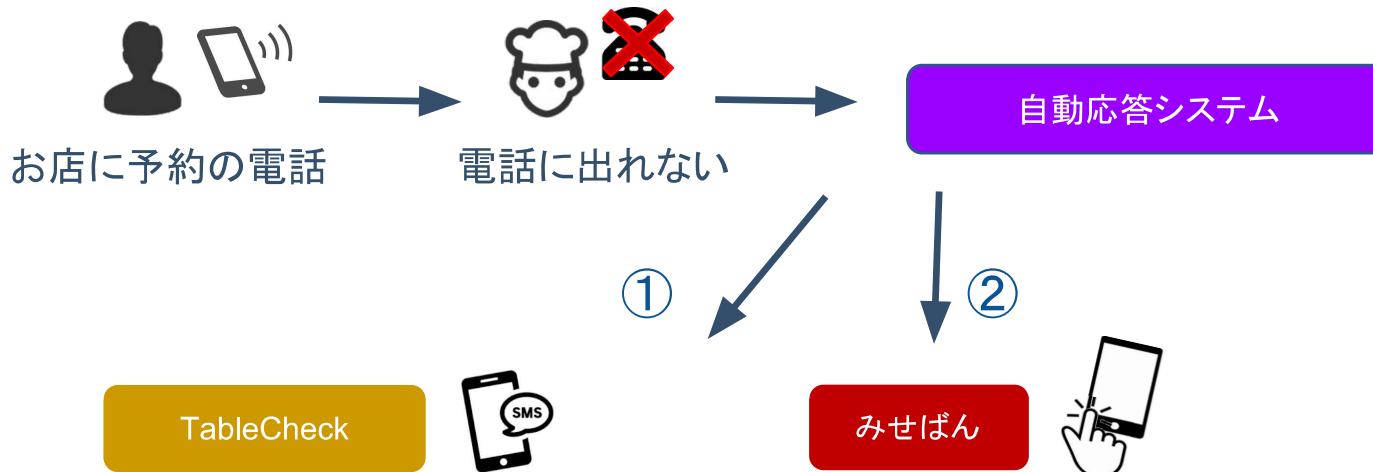 お店に予約の電話
電話に出れない
自動応答システム
①
②
TableCheck
SMS
みせばん